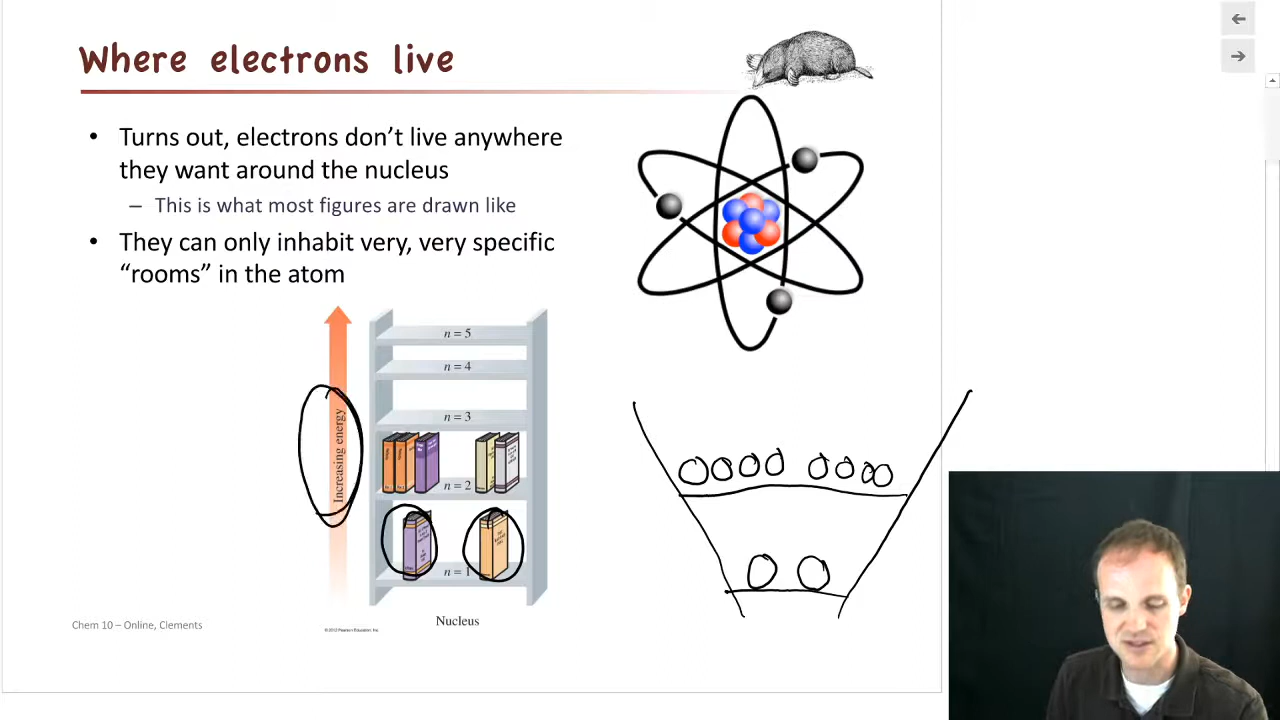 Where electrons live
• Turns out, electrons don't live anywhere
they want around the nucleus
– This is what most figures are drawn like
• They can only inhabit very, very specific
"rooms" in the atom
n = 5
n = 4
n = 3
n = 2
n = 1
Increasing energy
Nucleus
Chem 10 – Online, Clements